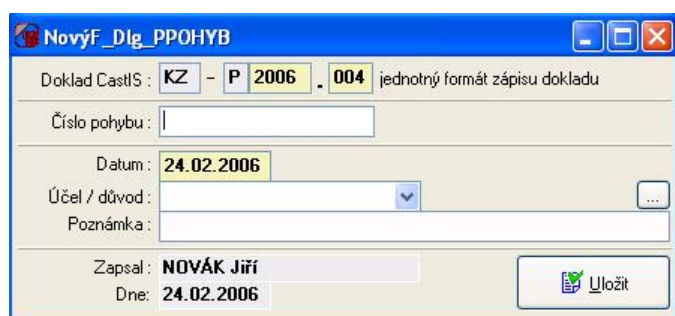 NovýF_Dlg_PPOHYB
Doklad CastIS : KZ - P 2006 . 004 jednotný formát zápisu dokladu
Číslo pohybu :
Datum : 24.02.2006
Účel / důvod : ...
Poznámka :
Zapsal : NOVÁK Jiří
Dne: 24.02.2006
Uložit